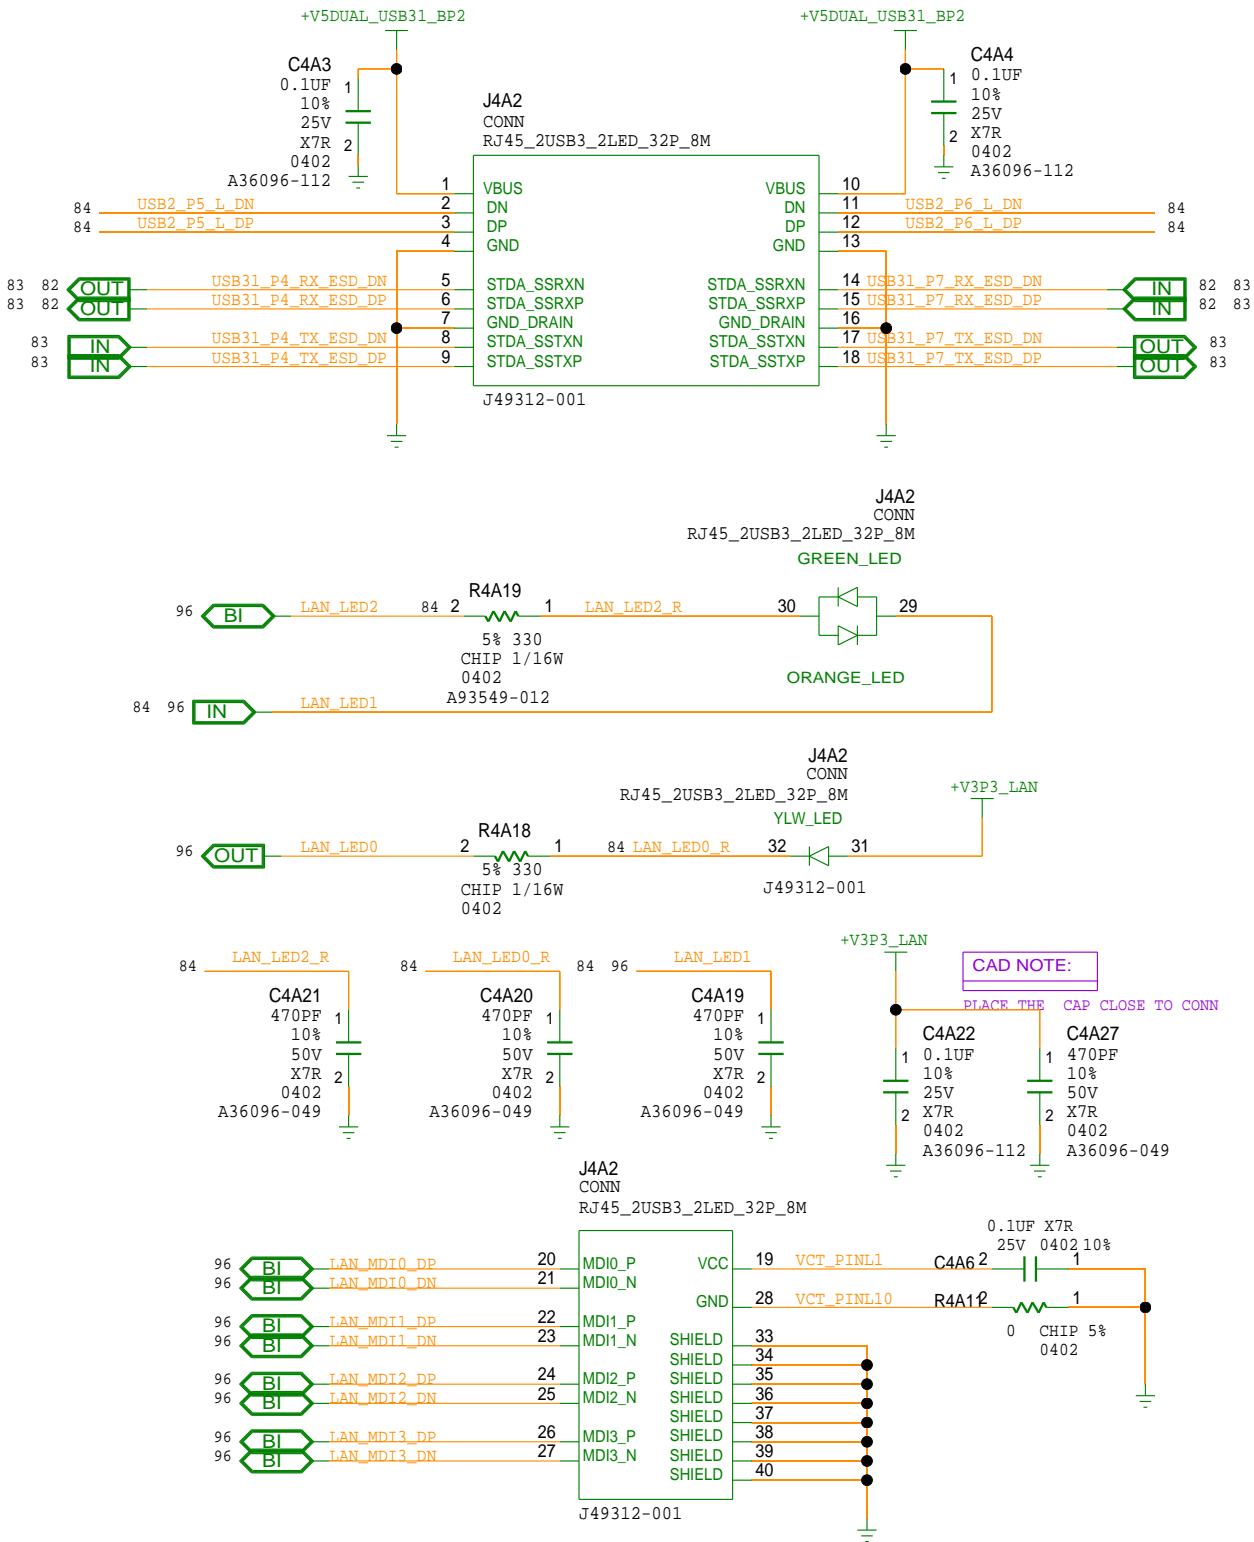 +V5DUAL_USB31_BP2
C4A3
0.1UF
10%
25V
X7R
0402
A36096-112
1
2
+V5DUAL_USB31_BP2
C4A4
0.1UF
10%
25V
X7R
0402
A36096-112
1
2
J4A2
CONN
RJ45_2USB3_2LED_32P_8M
1 VBUS VBUS 10
84 USB2_P5_L_DN 2 DN DN 11 USB2_P6_L_DN 84
84 USB2_P5_L_DP 3 DP DP 12 USB2_P6_L_DP 84
4 GND GND 13
83 82 OUT USB31_P4_RX_ESD_DN 5 STDA_SSRXN STDA_SSRXN 14 USB31_P7_RX_ESD_DN IN 82 83
83 82 OUT USB31_P4_RX_ESD_DP 6 STDA_SSRXP STDA_SSRXP 15 USB31_P7_RX_ESD_DP IN 82 83
7 GND_DRAIN GND_DRAIN 16
83 IN USB31_P4_TX_ESD_DN 8 STDA_SSTXN STDA_SSTXN 17 USB31_P7_TX_ESD_DN OUT 83
83 IN USB31_P4_TX_ESD_DP 9 STDA_SSTXP STDA_SSTXP 18 USB31_P7_TX_ESD_DP OUT 83
J49312-001
J4A2
CONN
RJ45_2USB3_2LED_32P_8M
GREEN_LED
R4A19
96 BI LAN_LED2 84 2 1 LAN_LED2_R 30 29
5% 330
CHIP 1/16W
0402
A93549-012
ORANGE_LED
84 96 IN LAN_LED1
J4A2
CONN
RJ45_2USB3_2LED_32P_8M
YLW_LED
+V3P3_LAN
R4A18
96 OUT LAN_LED0 2 1 84 LAN_LED0_R 32 31
5% 330
CHIP 1/16W
0402
J49312-001
84 LAN_LED2_R
C4A21
470PF 1
10%
50V
X7R 2
0402
A36096-049
84 LAN_LED0_R
C4A20
470PF 1
10%
50V
X7R 2
0402
A36096-049
84 96 LAN_LED1
C4A19
470PF 1
10%
50V
X7R 2
0402
A36096-049
+V3P3_LAN
CAD NOTE:
PLACE THE CAP CLOSE TO CONN
C4A22
1 0.1UF
10%
25V
2 X7R
0402
A36096-112
C4A27
1 470PF
10%
50V
2 X7R
0402
A36096-049
J4A2
CONN
RJ45_2USB3_2LED_32P_8M
96 BI LAN_MDI0_DP 20 MDI0_P
96 BI LAN_MDI0_DN 21 MDI0_N
96 BI LAN_MDI1_DP 22 MDI1_P
96 BI LAN_MDI1_DN 23 MDI1_N
96 BI LAN_MDI2_DP 24 MDI2_P
96 BI LAN_MDI2_DN 25 MDI2_N
96 BI LAN_MDI3_DP 26 MDI3_P
96 BI LAN_MDI3_DN 27 MDI3_N
0.1UF X7R
25V 0402 10%
VCC 19 VCT_PINL1 C4A6 2 1
GND 28 VCT_PINL10 R4A11 2 1
0 CHIP 5%
0402
SHIELD 33
SHIELD 34
SHIELD 35
SHIELD 36
SHIELD 37
SHIELD 38
SHIELD 39
SHIELD 40
J49312-001